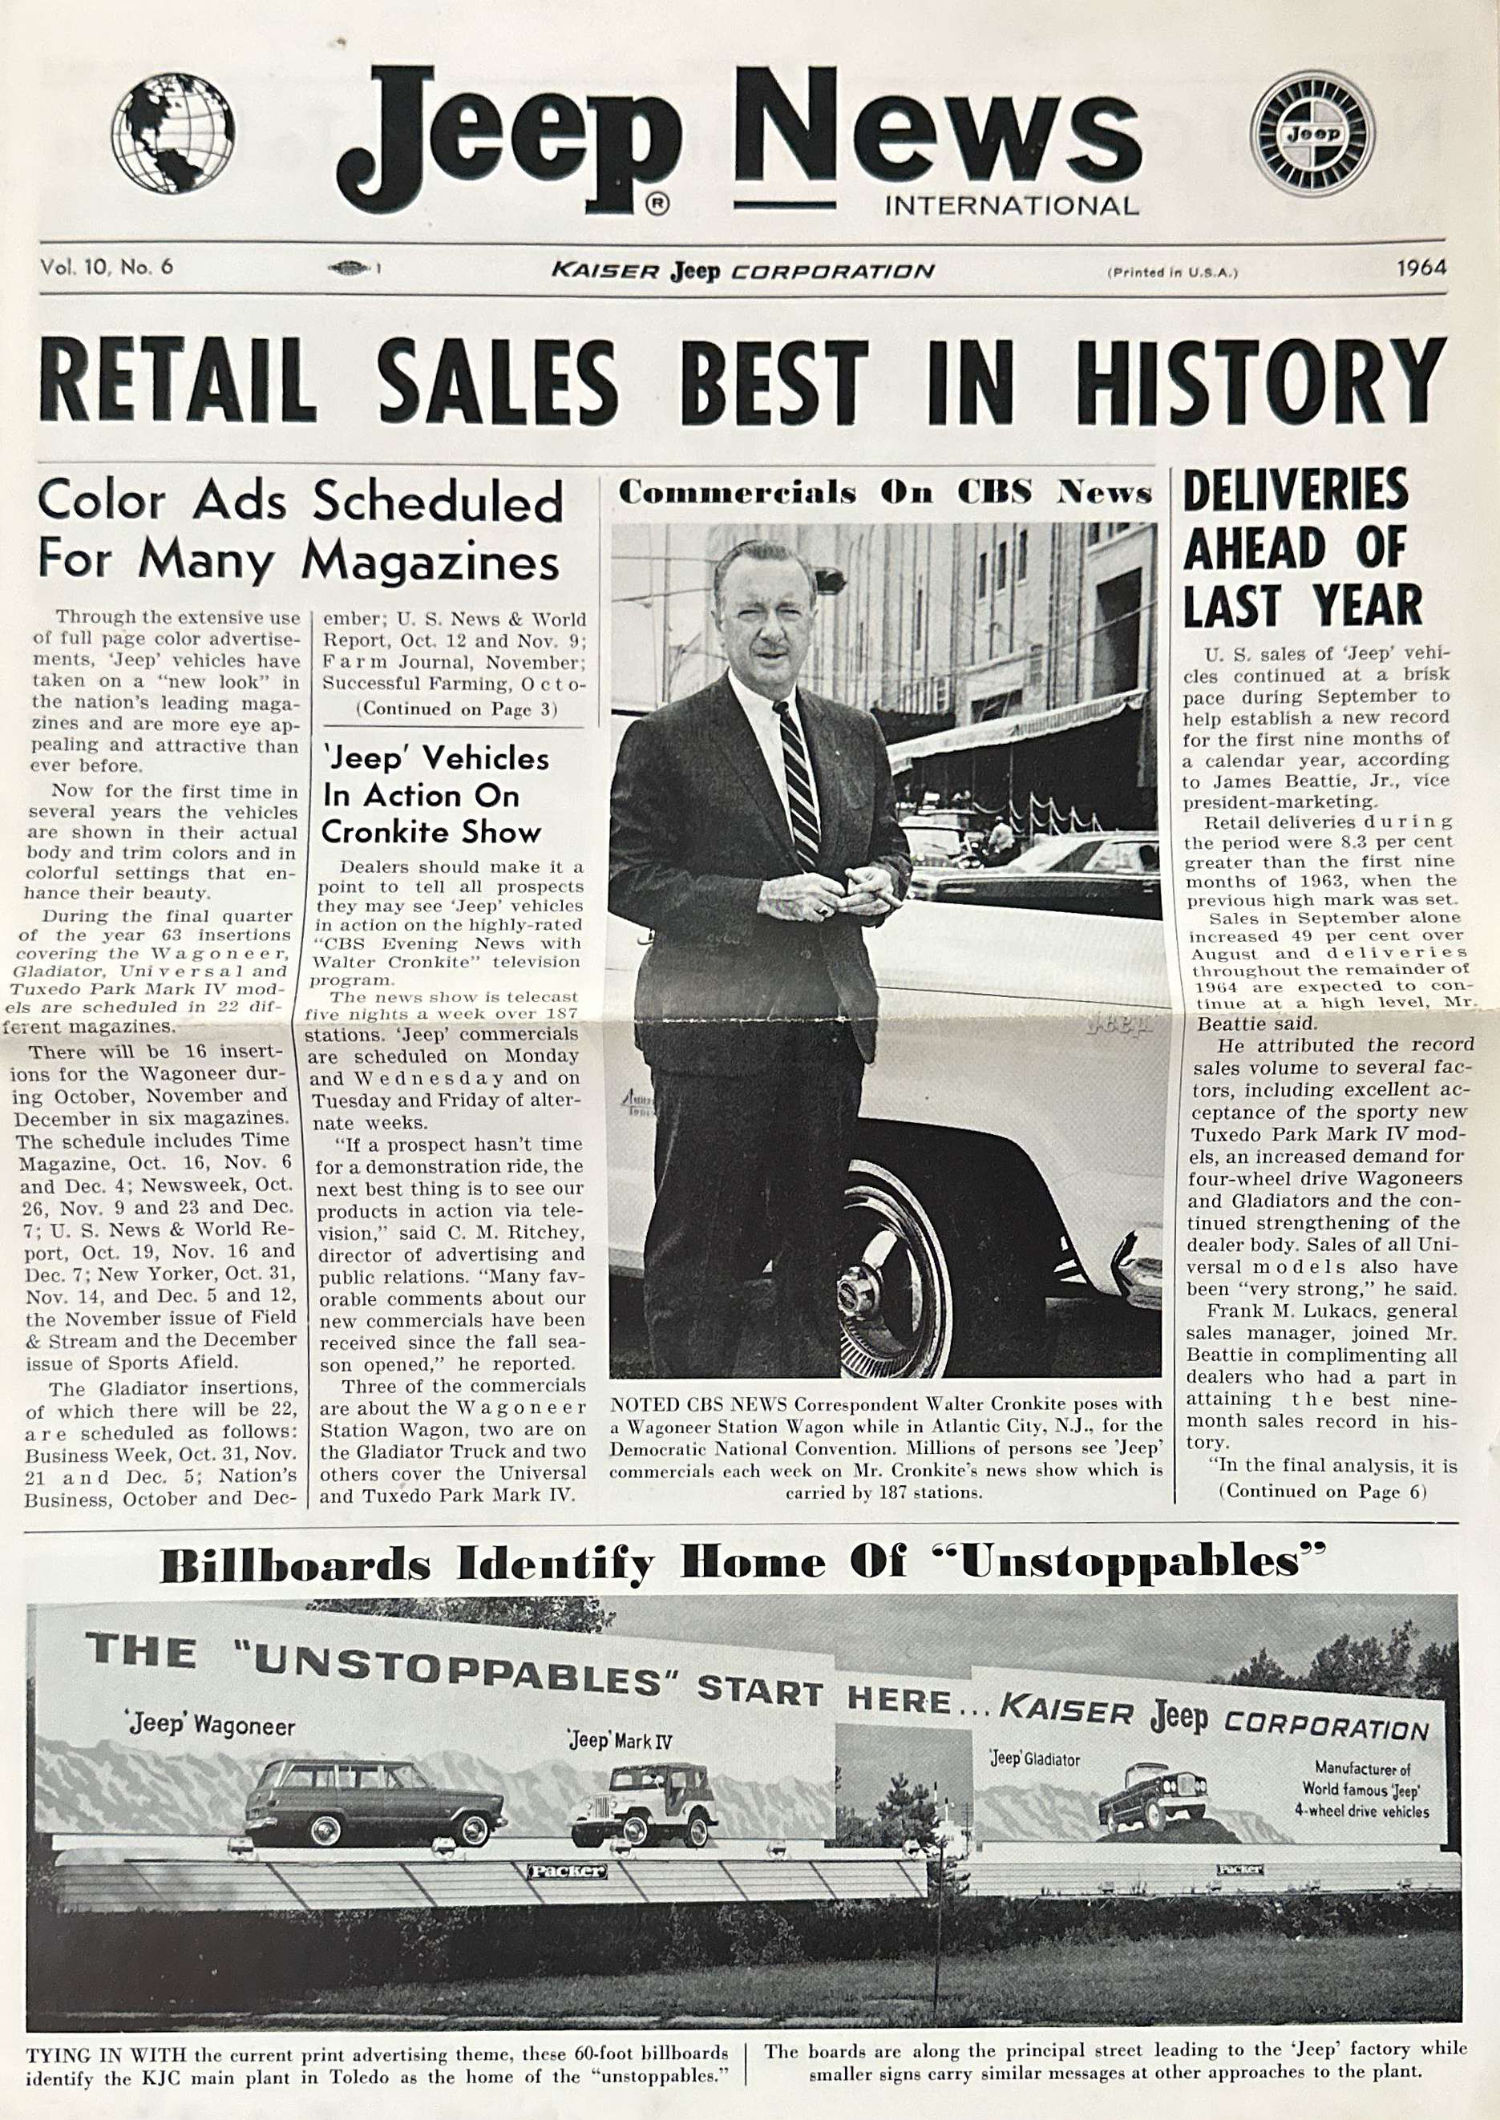 Jeep News
®
INTERNATIONAL
Jeep
Vol. 10, No. 6
1
KAISER Jeep CORPORATION
(Printed in U.S.A.)
1964
RETAIL SALES BEST IN HISTORY
Color Ads Scheduled
For Many Magazines
Through the extensive use
of full page color advertise-
ments, 'Jeep' vehicles have
taken on a "new look" in
the nation's leading maga-
zines and are more eye ap-
pealing and attractive than
ever before.
Now for the first time in
several years the vehicles
are shown in their actual
body and trim colors and in
colorful settings that en-
hance their beauty.
During the final quarter
of the year 63 insertions
covering the Wagoneer,
Gladiator, Universal and
Tuxedo Park Mark IV mod-
els are scheduled in 22 dif-
ferent magazines.
There will be 16 insert-
ions for the Wagoneer dur-
ing October, November and
December in six magazines.
The schedule includes Time
Magazine, Oct. 16, Nov. 6
and Dec. 4; Newsweek, Oct.
26, Nov. 9 and 23 and Dec.
7; U. S. News & World Re-
port, Oct. 19, Nov. 16 and
Dec. 7; New Yorker, Oct. 31,
Nov. 14, and Dec. 5 and 12,
the November issue of Field
& Stream and the December
issue of Sports Afield.
The Gladiator insertions,
of which there will be 22,
are scheduled as follows:
Business Week, Oct. 31, Nov.
21 and Dec. 5; Nation's
Business, October and Dec-
ember; U. S. News & World
Report, Oct. 12 and Nov. 9;
Farm Journal, November;
Successful Farming, Octo-
(Continued on Page 3)
'Jeep' Vehicles
In Action On
Cronkite Show
Dealers should make it a
point to tell all prospects
they may see 'Jeep' vehicles
in action on the highly-rated
"CBS Evening News with
Walter Cronkite" television
program.
The news show is telecast
five nights a week over 187
stations. 'Jeep' commercials
are scheduled on Monday
and Wednesday and on
Tuesday and Friday of alter-
nate weeks.
"If a prospect hasn't time
for a demonstration ride, the
next best thing is to see our
products in action via tele-
vision," said C. M. Ritchey,
director of advertising and
public relations. "Many fav-
orable comments about our
new commercials have been
received since the fall sea-
son opened," he reported.
Three of the commercials
are about the Wagoneer
Station Wagon, two are on
the Gladiator Truck and two
others cover the Universal
and Tuxedo Park Mark IV.
Commercials On CBS News
Jeep
NOTED CBS NEWS Correspondent Walter Cronkite poses with
a Wagoneer Station Wagon while in Atlantic City, N.J., for the
Democratic National Convention. Millions of persons see 'Jeep'
commercials each week on Mr. Cronkite's news show which is
carried by 187 stations.
DELIVERIES
AHEAD OF
LAST YEAR
U. S. sales of 'Jeep' vehi-
cles continued at a brisk
pace during September to
help establish a new record
for the first nine months of
a calendar year, according
to James Beattie, Jr., vice
president-marketing.
Retail deliveries during
the period were 8.3 per cent
greater than the first nine
months of 1963, when the
previous high mark was set.
Sales in September alone
increased 49 per cent over
August and deliveries
throughout the remainder of
1964 are expected to con-
tinue at a high level, Mr.
Beattie said.
He attributed the record
sales volume to several fac-
tors, including excellent ac-
ceptance of the sporty new
Tuxedo Park Mark IV mod-
els, an increased demand for
four-wheel drive Wagoneers
and Gladiators and the con-
tinued strengthening of the
dealer body. Sales of all Uni-
versal models also have
been "very strong," he said.
Frank M. Lukacs, general
sales manager, joined Mr.
Beattie in complimenting all
dealers who had a part in
attaining the best nine-
month sales record in his-
tory.
"In the final analysis, it is
(Continued on Page 6)
Billboards Identify Home Of "Unstoppables"
THE "UNSTOPPABLES" START HERE... KAISER Jeep CORPORATION
'Jeep' Wagoneer
'Jeep' Mark IV
'Jeep' Gladiator
Manufacturer of
World famous 'Jeep'
4-wheel drive vehicles
Packer
Packer
TYING IN WITH the current print advertising theme, these 60-foot billboards
identify the KJC main plant in Toledo as the home of the "unstoppables."
The boards are along the principal street leading to the 'Jeep' factory while
smaller signs carry similar messages at other approaches to the plant.